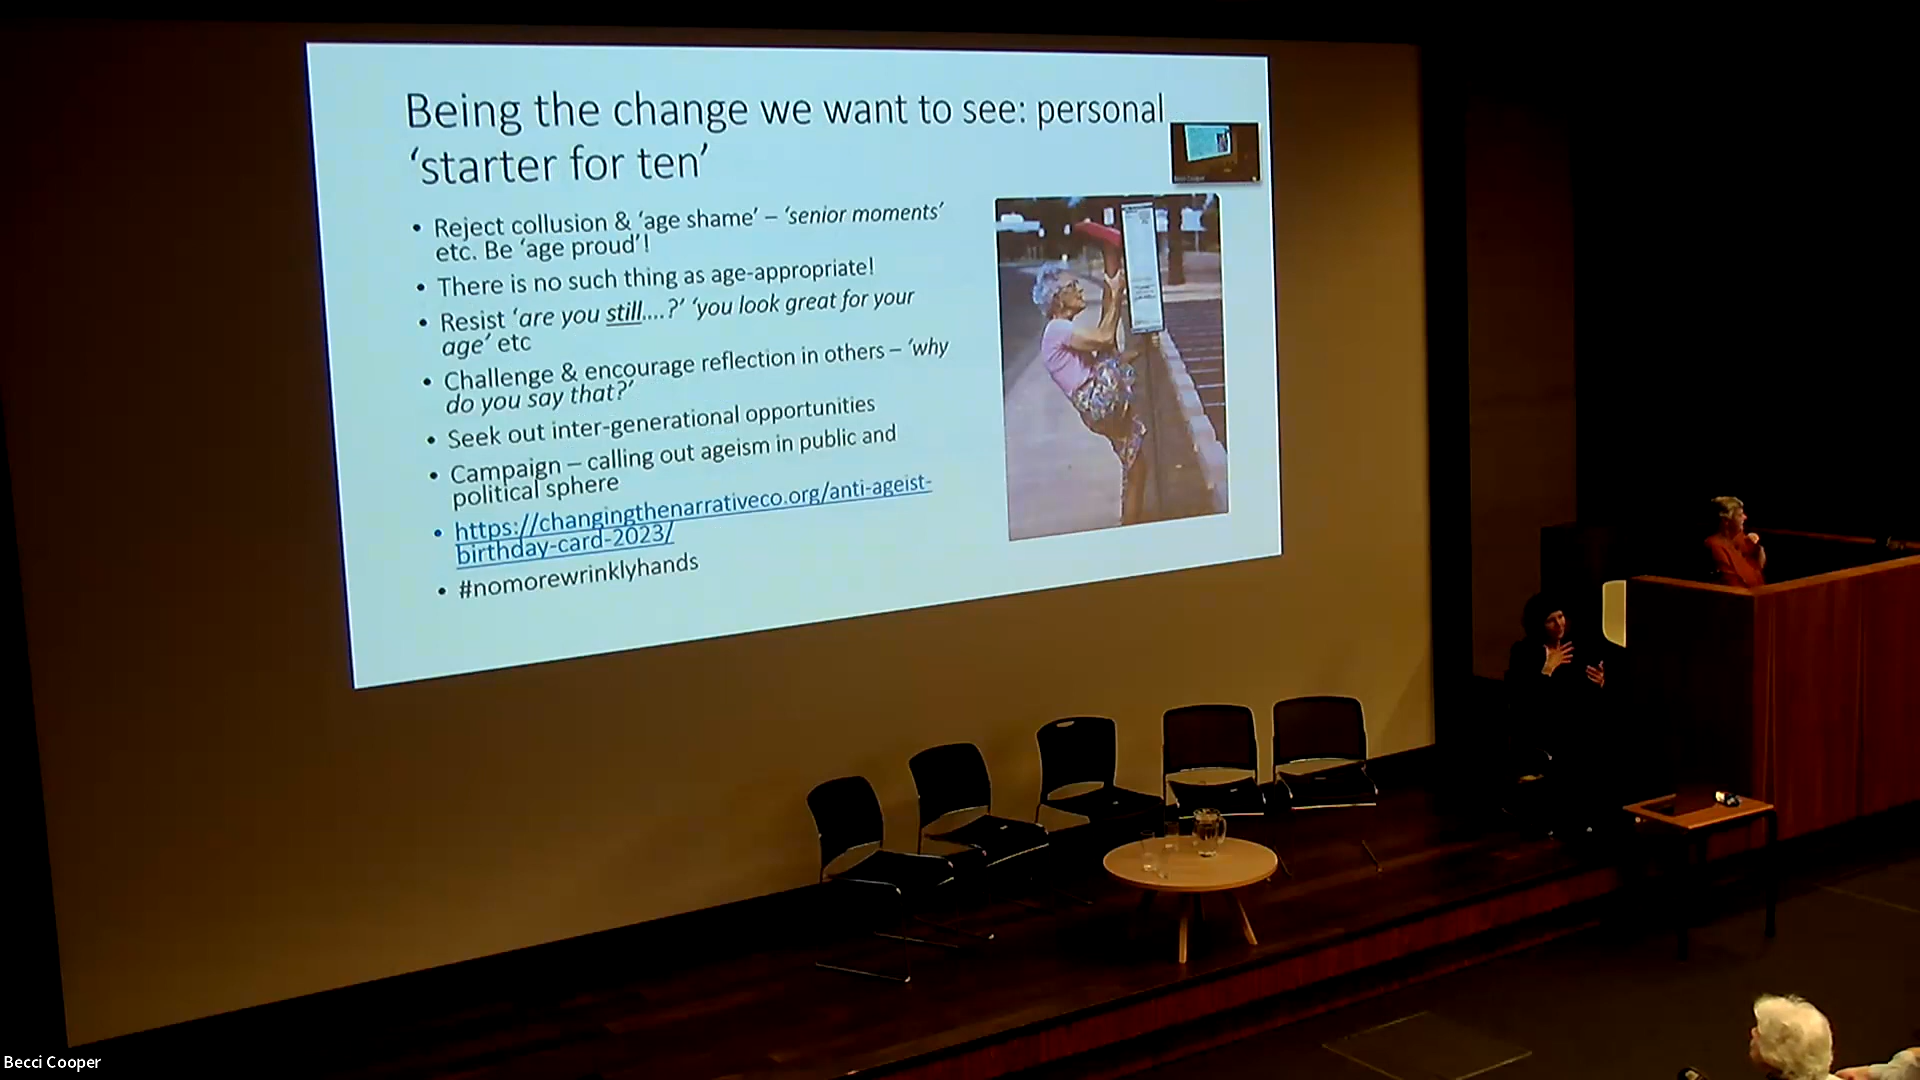 Being the change we want to see: personal
‘starter for ten’
• Reject collusion & ‘age shame’ – ‘senior moments’
etc. Be ‘age proud’!
• There is no such thing as age-appropriate!
• Resist ‘are you still....?’ ‘you look great for your
age’ etc
• Challenge & encourage reflection in others – ‘why
do you say that?’
• Seek out inter-generational opportunities
• Campaign – calling out ageism in public and
political sphere
• https://changingthenarrativeco.org/anti-ageist-
birthday-card-2023/
• #nomorewrinklyhands
Becci Cooper